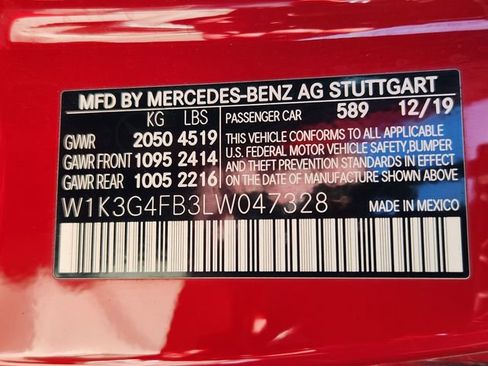 MFD BY MERCEDES-BENZ AG STUTTGART
KG LBS PASSENGER CAR 589 12/19
GVWR 2050 4519
GAWR FRONT 1095 2414
GAWR REAR 1005 2216
THIS VEHICLE CONFORMS TO ALL APPLICABLE
U.S. FEDERAL MOTOR VEHICLE SAFETY,BUMPER
AND THEFT PREVENTION STANDARDS IN EFFECT
ON THE DATE OF MANUFACTURE SHOWN ABOVE
W1K3G4FB3LW047328 MADE IN MEXICO